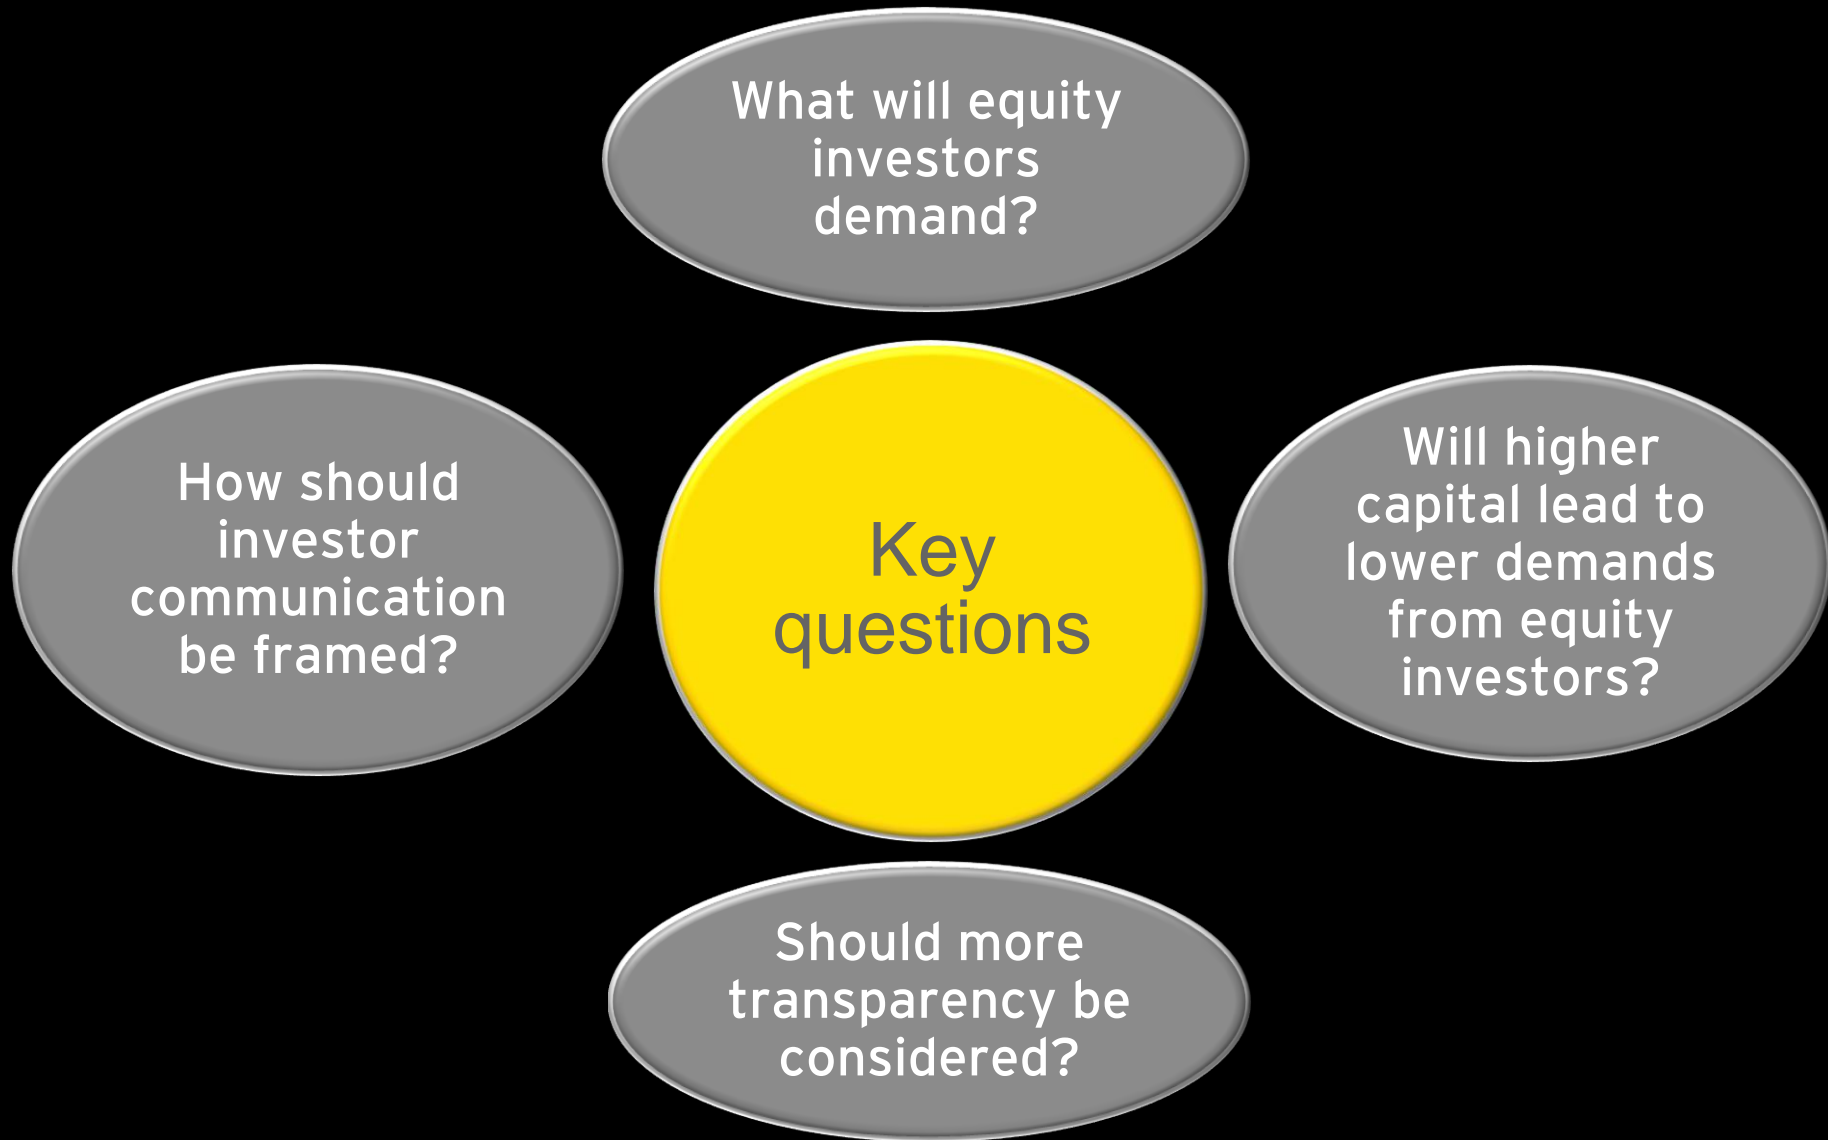 What will equity
investors
demand?
How should
investor
communication
be framed?
Key
questions
Will higher
capital lead to
lower demands
from equity
investors?
Should more
transparency be
considered?